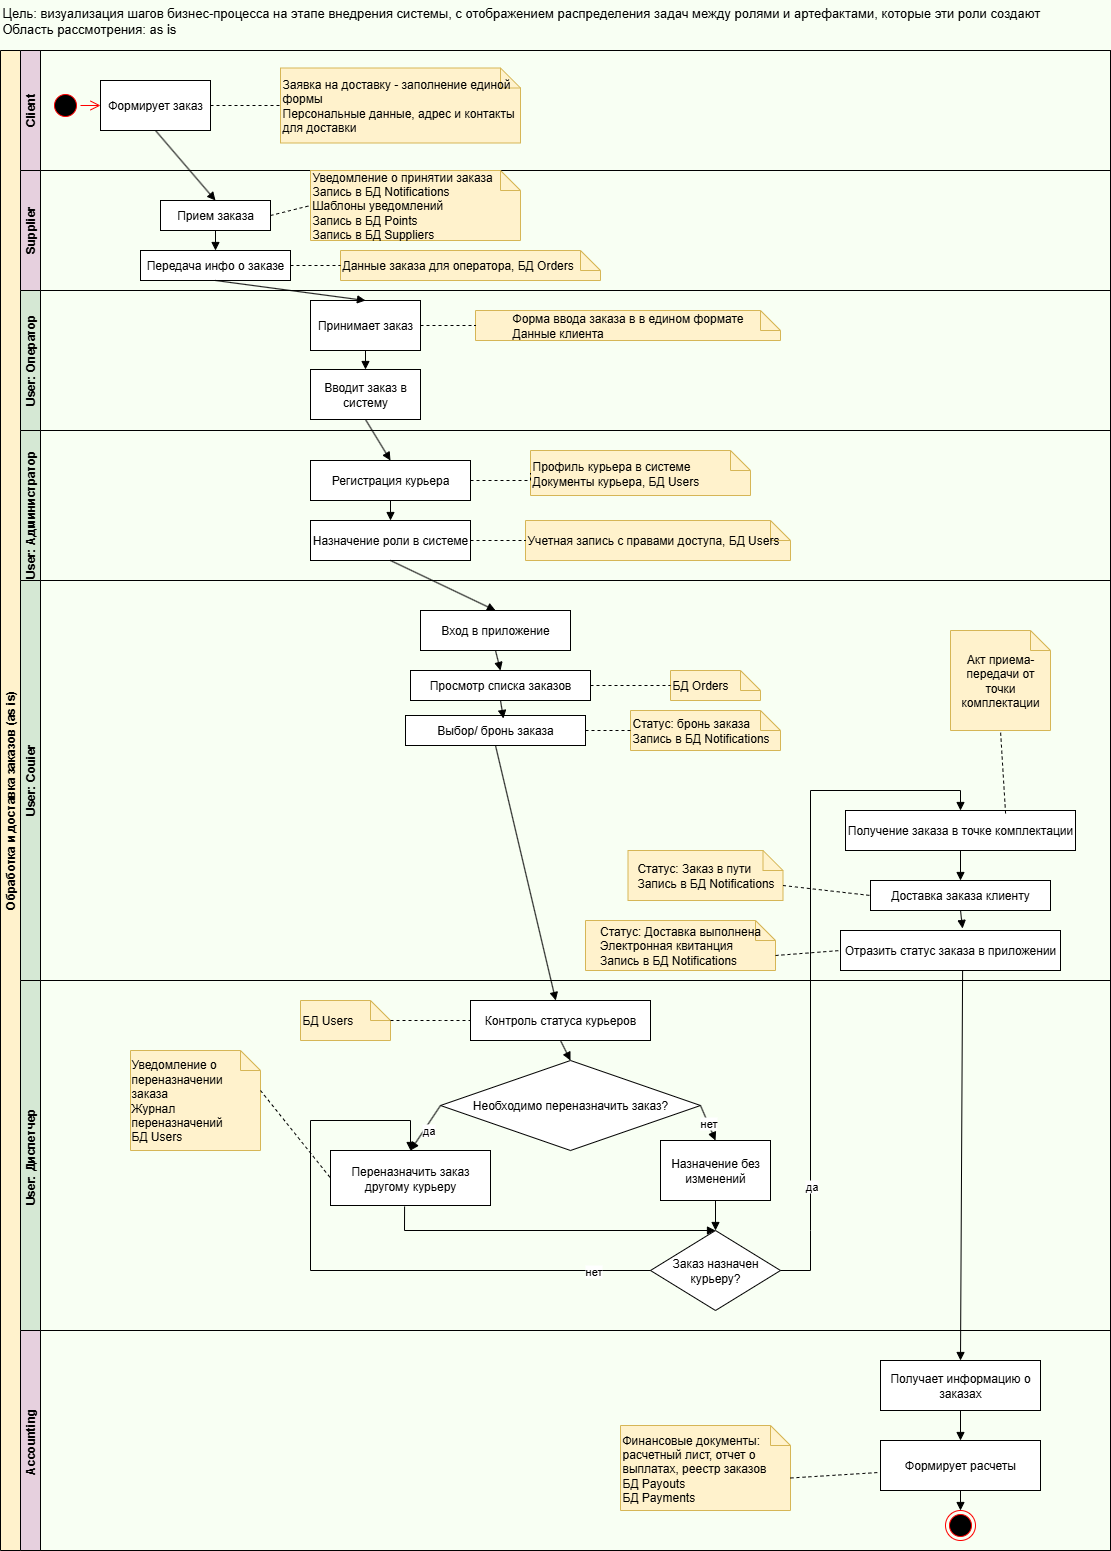 Цель: визуализация шагов бизнес-процесса на этапе внедрения системы, с отображением распределения задач между ролями и артефактами, которые эти роли создают
Область рассмотрения: as is
Обработка и доставка заказов (as is)
Client
Формирует заказ
Заявка на доставку - заполнение единой
формы
Персональные данные, адрес и контакты
для доставки
Supplier
Прием заказа
Уведомление о принятии заказа
Запись в БД Notifications
Шаблоны уведомлений
Запись в БД Points
Запись в БД Suppliers
Передача инфо о заказе
Данные заказа для оператора, БД Orders
User: Оператор
Принимает заказ
Форма ввода заказа в в едином формате
Данные клиента
Вводит заказ в
систему
User: Администратор
Регистрация курьера
Профиль курьера в системе
Документы курьера, БД Users
Назначение роли в системе
Учетная запись с правами доступа, БД Users
User: Couier
Вход в приложение
Просмотр списка заказов
БД Orders
Выбор/ бронь заказа
Статус: бронь заказа
Запись в БД Notifications
Акт приема-
передачи от
точки
комплектации
Получение заказа в точке комплектации
Статус: Заказ в пути
Запись в БД Notifications
Доставка заказа клиенту
Статус: Доставка выполнена
Электронная квитанция
Запись в БД Notifications
Отразить статус заказа в приложении
User: Диспетчер
БД Users
Контроль статуса курьеров
Уведомление о
переназначении
заказа
Журнал
переназначений
БД Users
Необходимо переназначить заказ?
да
нет
Переназначить заказ
другому курьеру
Назначение без
изменений
да
Заказ назначен
курьеру?
нет
Accounting
Получает информацию о
заказах
Финансовые документы:
расчетный лист, отчет о
выплатах, реестр заказов
БД Payouts
БД Payments
Формирует расчеты